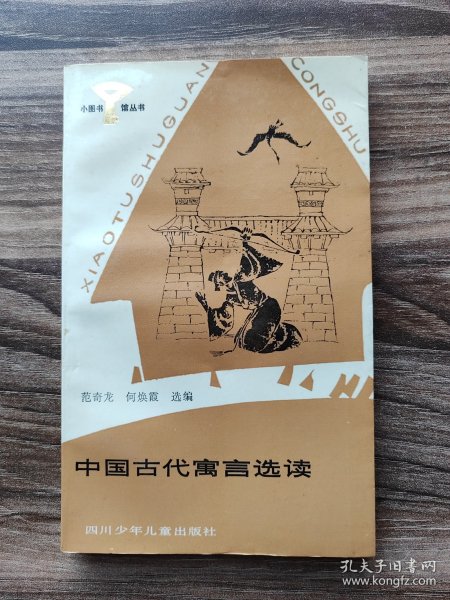 小图书馆丛书
XIAOTUSHUGUAN
CONGSHU
范奇龙 何焕霞 选编
中国古代寓言选读
四川少年儿童出版社
孔夫子旧书网
www.kongfz.com